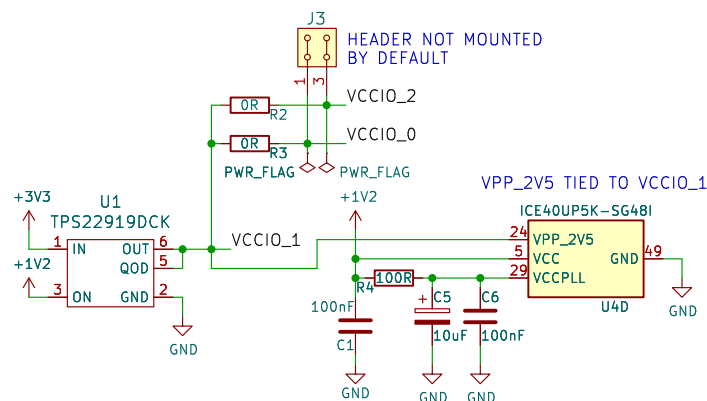 J3
HEADER NOT MOUNTED
BY DEFAULT
1
3
VCCIO_2
0R
R2
VCCIO_0
0R
R3
PWR_FLAG
PWR_FLAG
+1V2
VPP_2V5 TIED TO VCCIO_1
+3V3
U1
TPS22919DCK
ICE40UP5K-SG48I
1
IN
OUT
6
VCCIO_1
QOD
5
+1V2
3
ON
GND
2
GND
24
VPP_2V5
5
VCC
GND
49
29
VCCPLL
U4D
GND
R4
100R
100nF
C1
GND
+
C5
10uF
GND
C6
100nF
GND